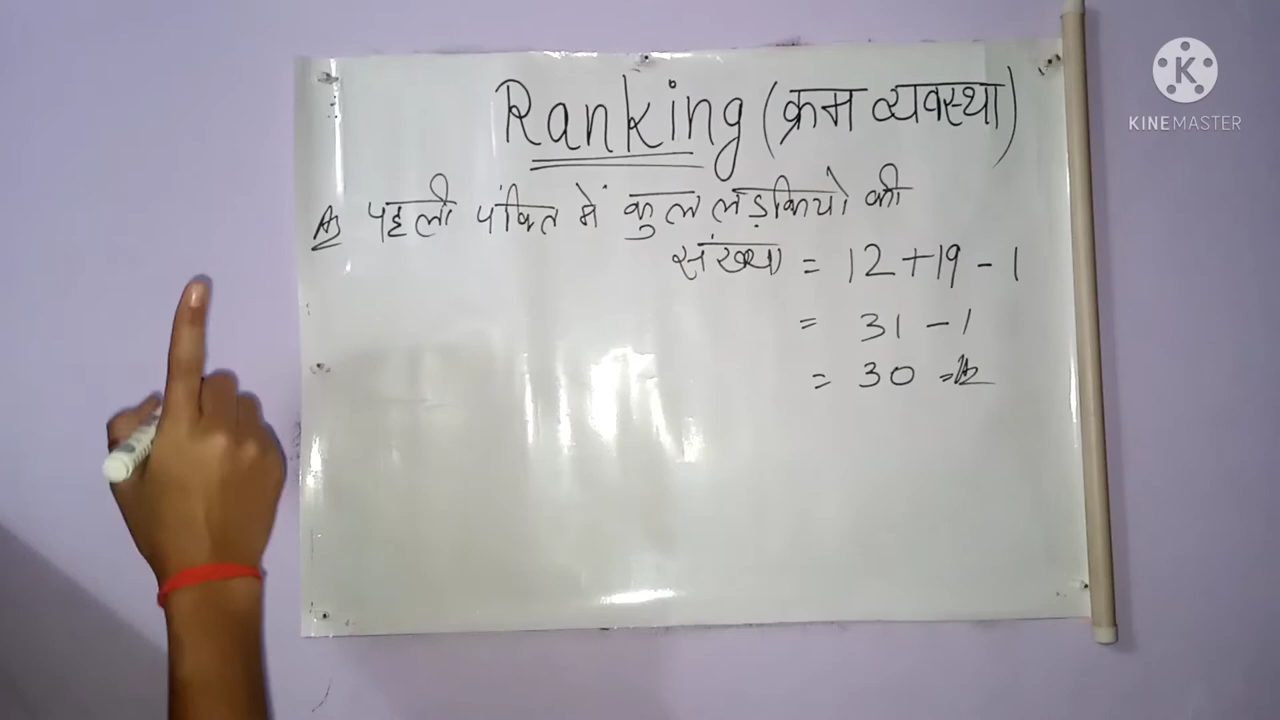 Ranking (क्रम व्यवस्था)
पहली पंक्ति में कुल लड़कियो की
संख्या = 12 + 19 - 1
= 31 - 1
= 30
K
KINEMASTER